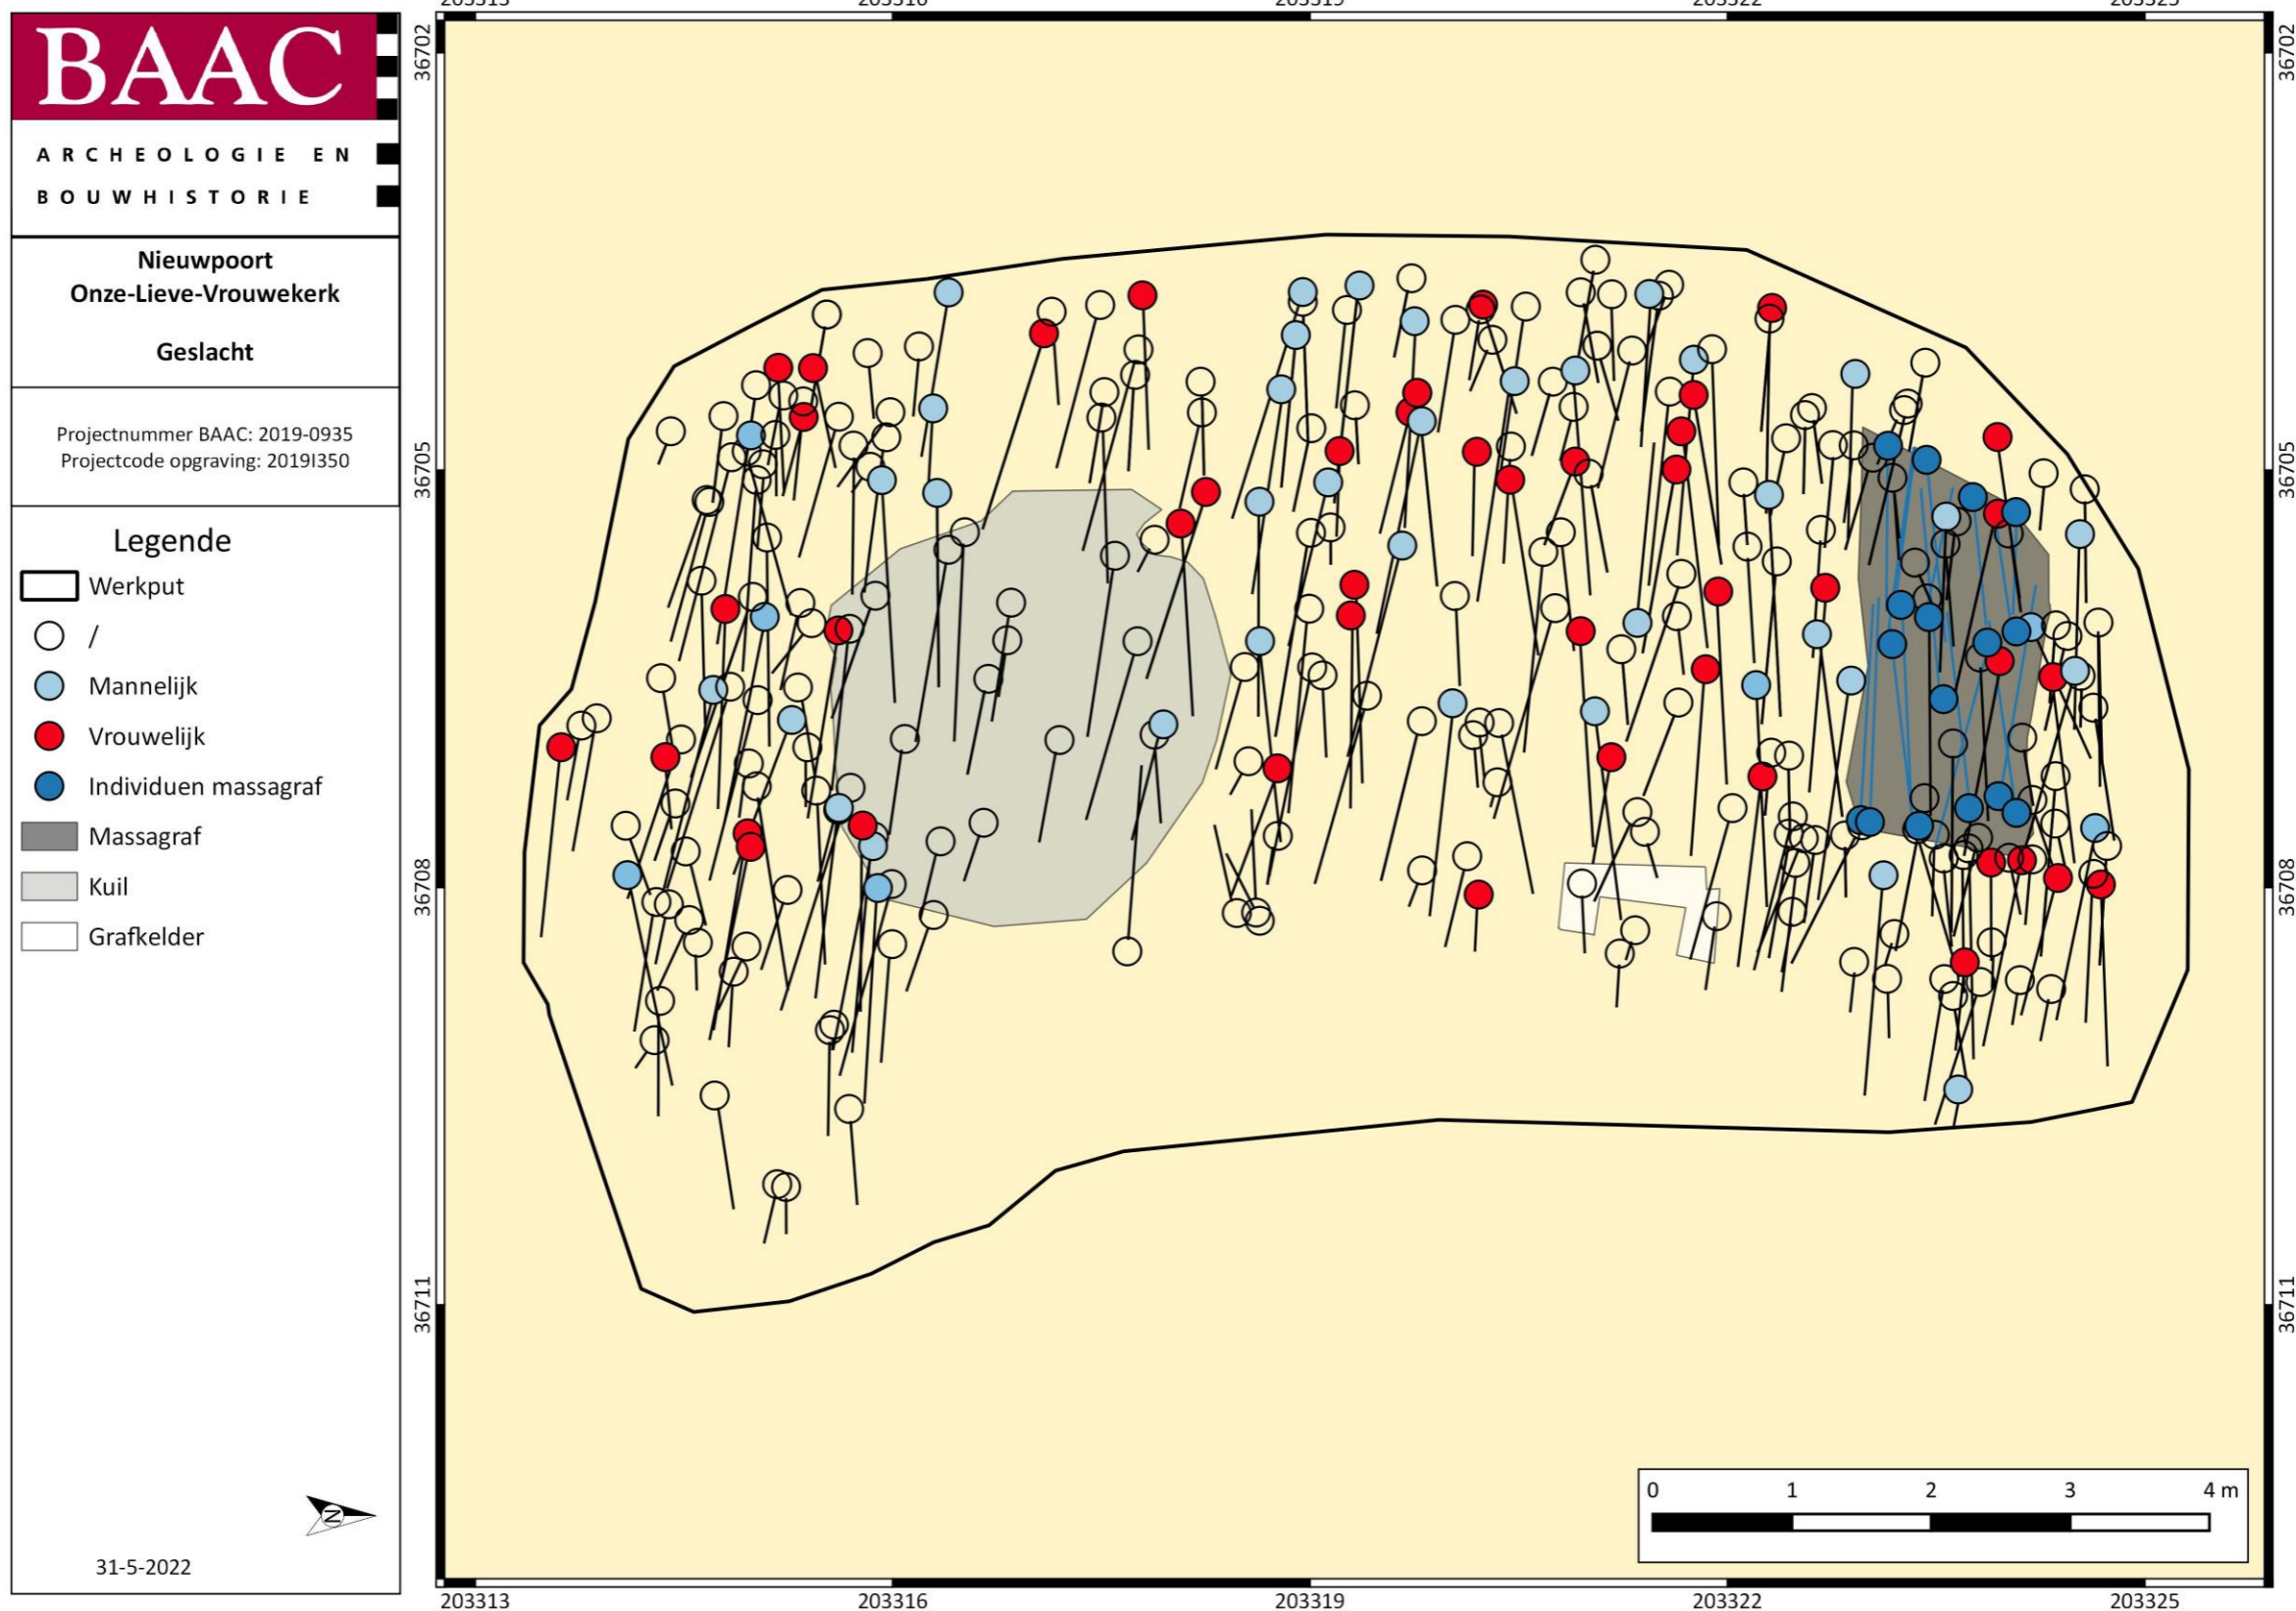 BAAC
ARCHEOLOGIE EN
BOUWHISTORIE
Nieuwpoort
Onze-Lieve-Vrouwekerk
Geslacht
Projectnummer BAAC: 2019-0935
Projectcode opgraving: 2019I350
Legende
Werkput
/
Mannelijk
Vrouwelijk
Individuen massagraf
Massagraf
Kuil
Grafkelder
N
31-5-2022
203313 203316 203319 203322 203325
36702 36702
36705 36705
36708 36708
36711 36711
0 1 2 3 4 m
203313 203316 203319 203322 203325